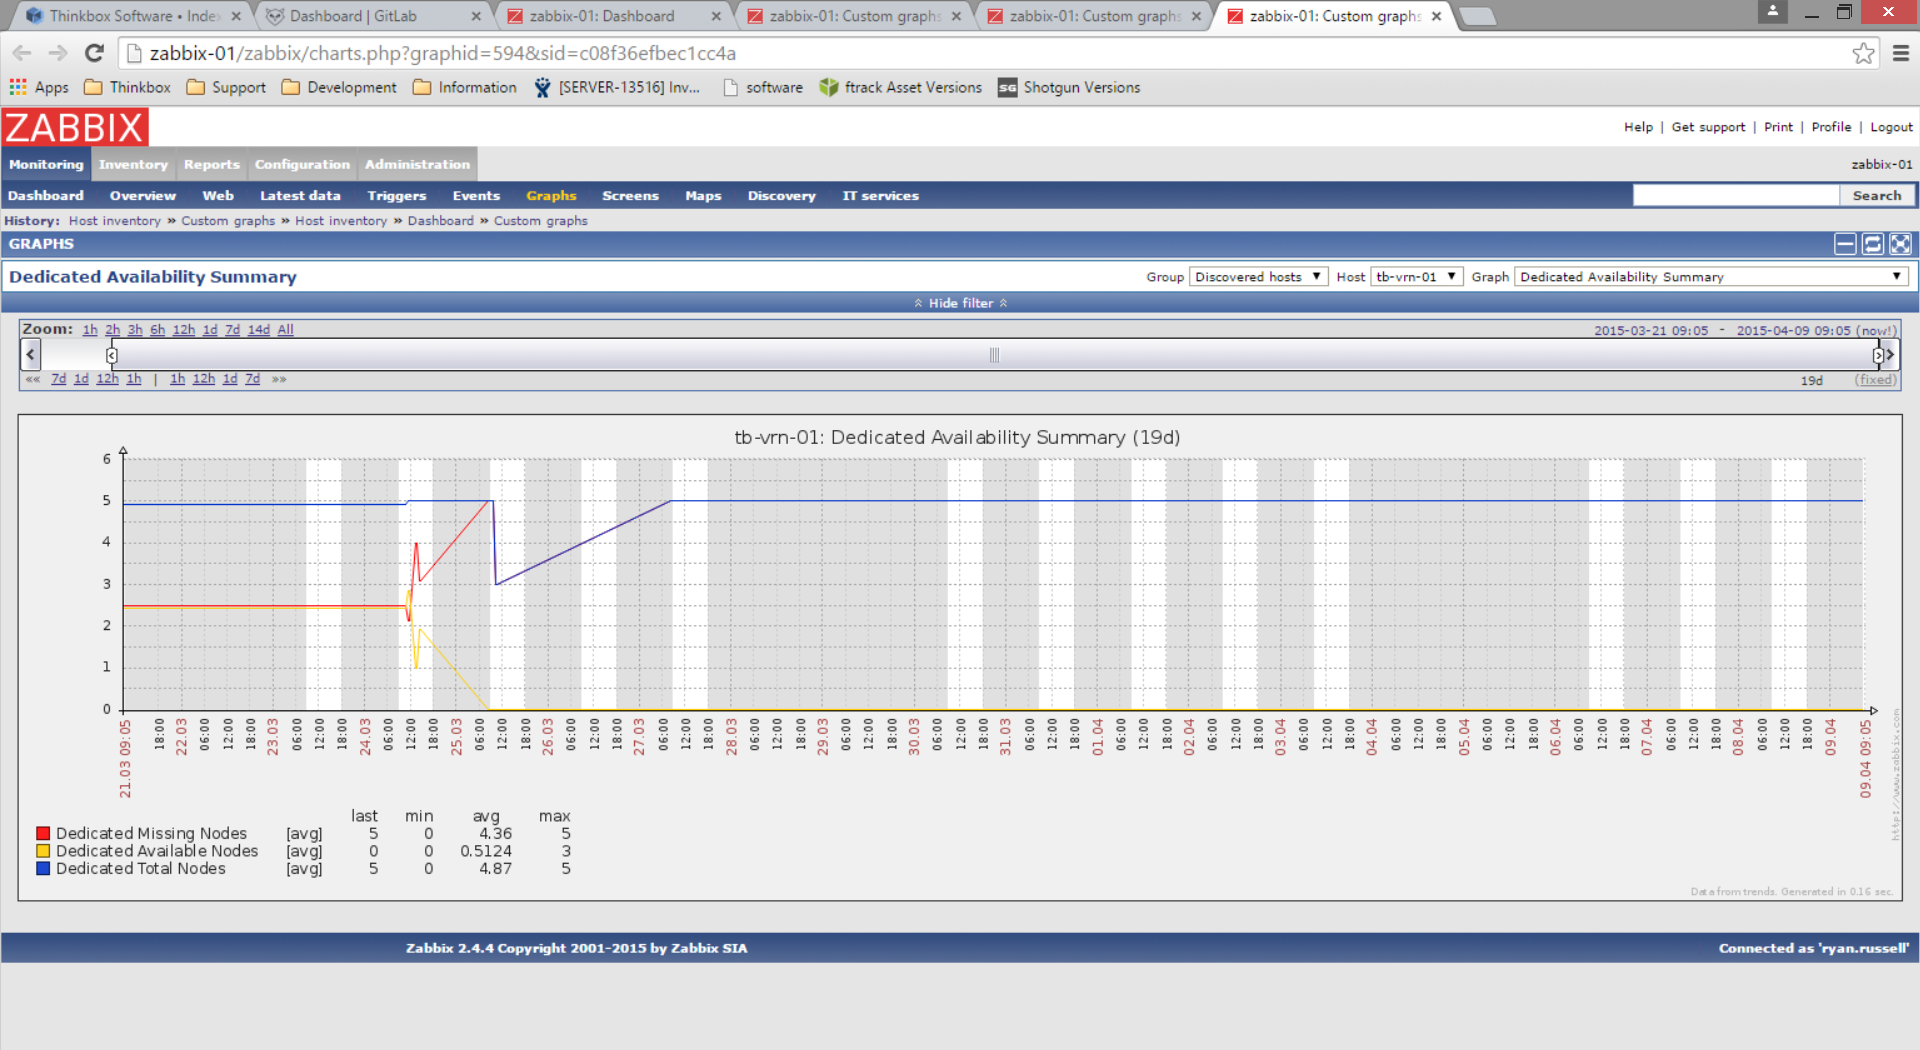 Thinkbox Software • Index
Dashboard | GitLab
zabbix-01: Dashboard
zabbix-01: Custom graphs
zabbix-01: Custom graphs
zabbix-01: Custom graphs
zabbix-01/zabbix/charts.php?graphid=594&sid=c08f36efbec1cc4a
Apps Thinkbox Support Development Information [SERVER-13516] Inv... software ftrack Asset Versions SG Shotgun Versions
ZABBIX
Help | Get support | Print | Profile | Logout
Monitoring Inventory Reports Configuration Administration zabbix-01
Dashboard Overview Web Latest data Triggers Events Graphs Screens Maps Discovery IT services Search
History: Host inventory » Custom graphs » Host inventory » Dashboard » Custom graphs
GRAPHS
Dedicated Availability Summary Group Discovered hosts Host tb-vrn-01 Graph Dedicated Availability Summary
Hide filter
Zoom: 1h 2h 3h 6h 12h 1d 7d 14d All 2015-03-21 09:05 - 2015-04-09 09:05 (now!)
«« 7d 1d 12h 1h | 1h 12h 1d 7d »» 19d (fixed)
tb-vrn-01: Dedicated Availability Summary (19d)
6
5
4
3
2
1
0
21.03 09:05 18:00 22.03 06:00 12:00 18:00 23.03 06:00 12:00 18:00 24.03 06:00 12:00 18:00 25.03 06:00 12:00 18:00 26.03 06:00 12:00 18:00 27.03 06:00 12:00 18:00 28.03 06:00 12:00 18:00 29.03 06:00 12:00 18:00 30.03 06:00 12:00 18:00 31.03 06:00 12:00 18:00 01.04 06:00 12:00 18:00 02.04 06:00 12:00 18:00 03.04 06:00 12:00 18:00 04.04 06:00 12:00 18:00 05.04 06:00 12:00 18:00 06.04 06:00 12:00 18:00 07.04 06:00 12:00 18:00 08.04 06:00 12:00 18:00 09.04 09.04 09:05
http://www.zabbix.com
last min avg max
Dedicated Missing Nodes [avg] 5 0 4.36 5
Dedicated Available Nodes [avg] 0 0 0.5124 3
Dedicated Total Nodes [avg] 5 0 4.87 5
Data from trends. Generated in 0.16 sec.
Zabbix 2.4.4 Copyright 2001-2015 by Zabbix SIA Connected as 'ryan.russell'